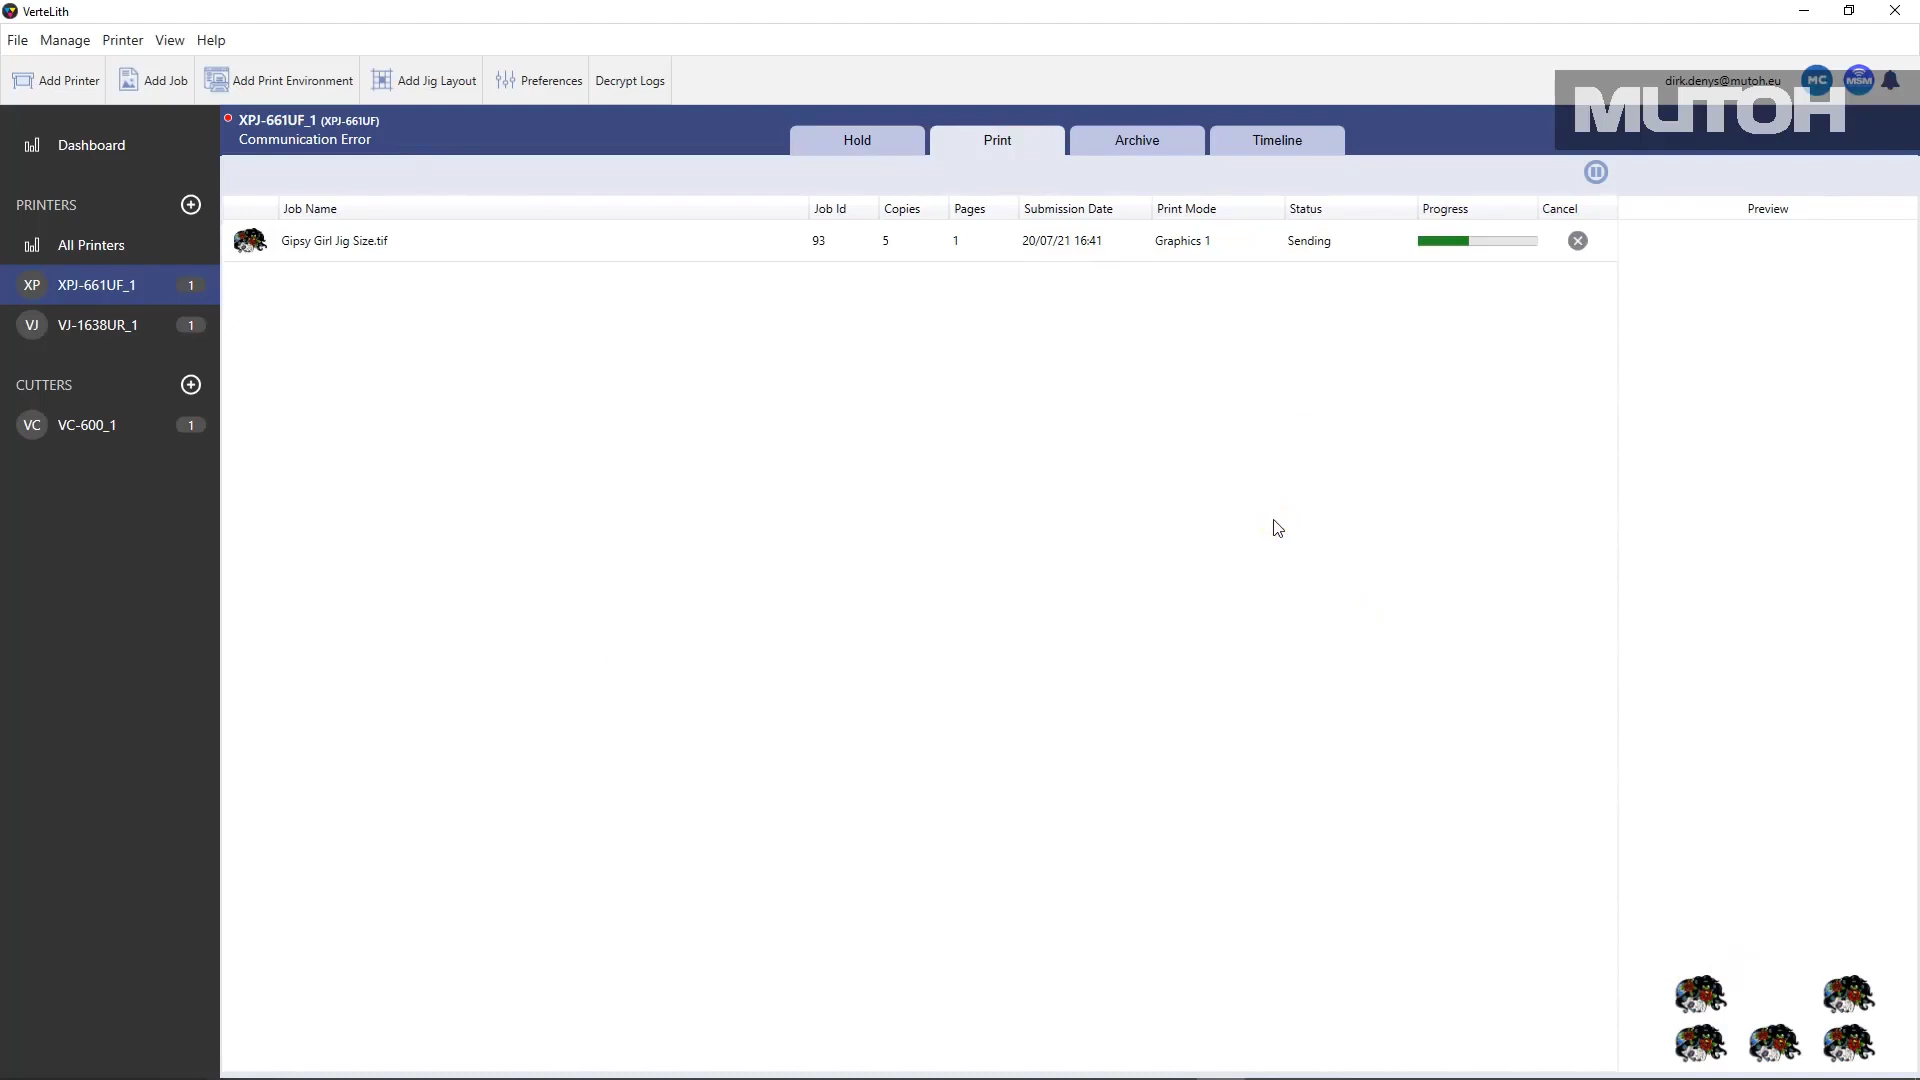 VerteLith
File Manage Printer View Help
Add Printer Add Job Add Print Environment Add Jig Layout Preferences Decrypt Logs
dirk.denys@mutoh.eu MC MSM
MUTOH
XPJ-661UF_1 (XPJ-661UF)
Communication Error
Hold Print Archive Timeline
Dashboard
PRINTERS
All Printers
XP XPJ-661UF_1 1
VJ VJ-1638UR_1 1
CUTTERS
VC VC-600_1 1
Job Name Job Id Copies Pages Submission Date Print Mode Status Progress Cancel Preview
Gipsy Girl Jig Size.tif 93 5 1 20/07/21 16:41 Graphics 1 Sending